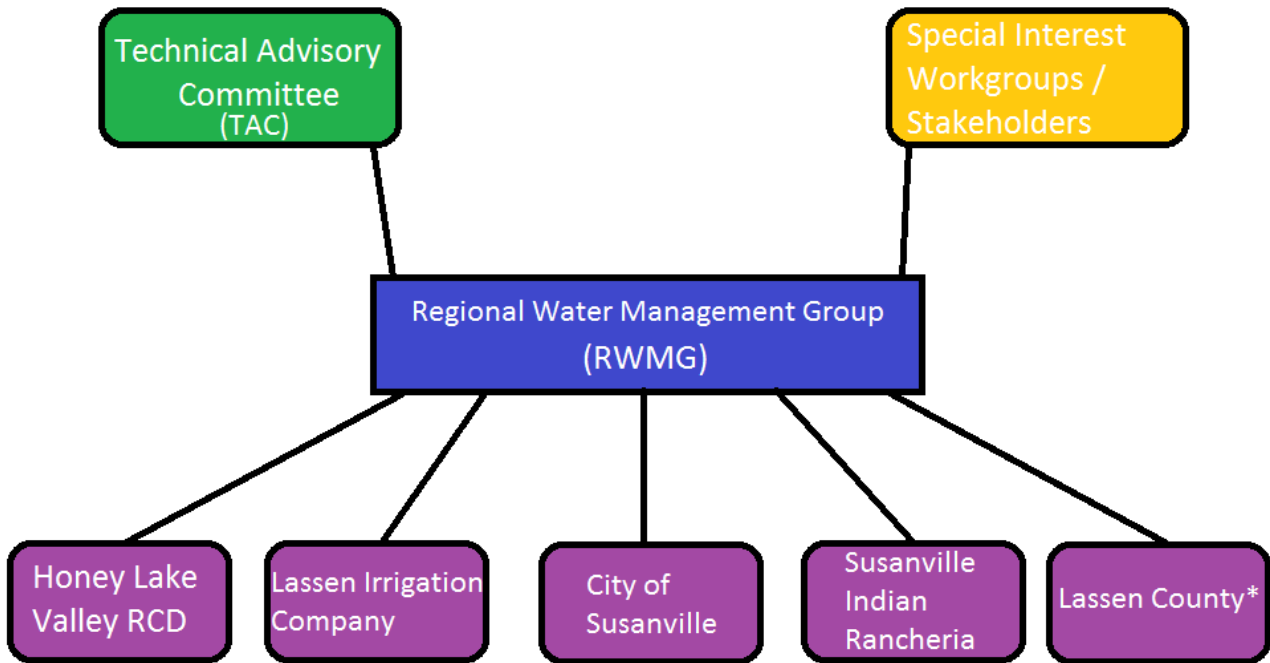 Technical Advisory
Committee
(TAC)
Special Interest
Workgroups /
Stakeholders
Regional Water Management Group
(RWMG)
Honey Lake
Valley RCD
Lassen Irrigation
Company
City of
Susanville
Susanville
Indian
Rancheria
Lassen County*